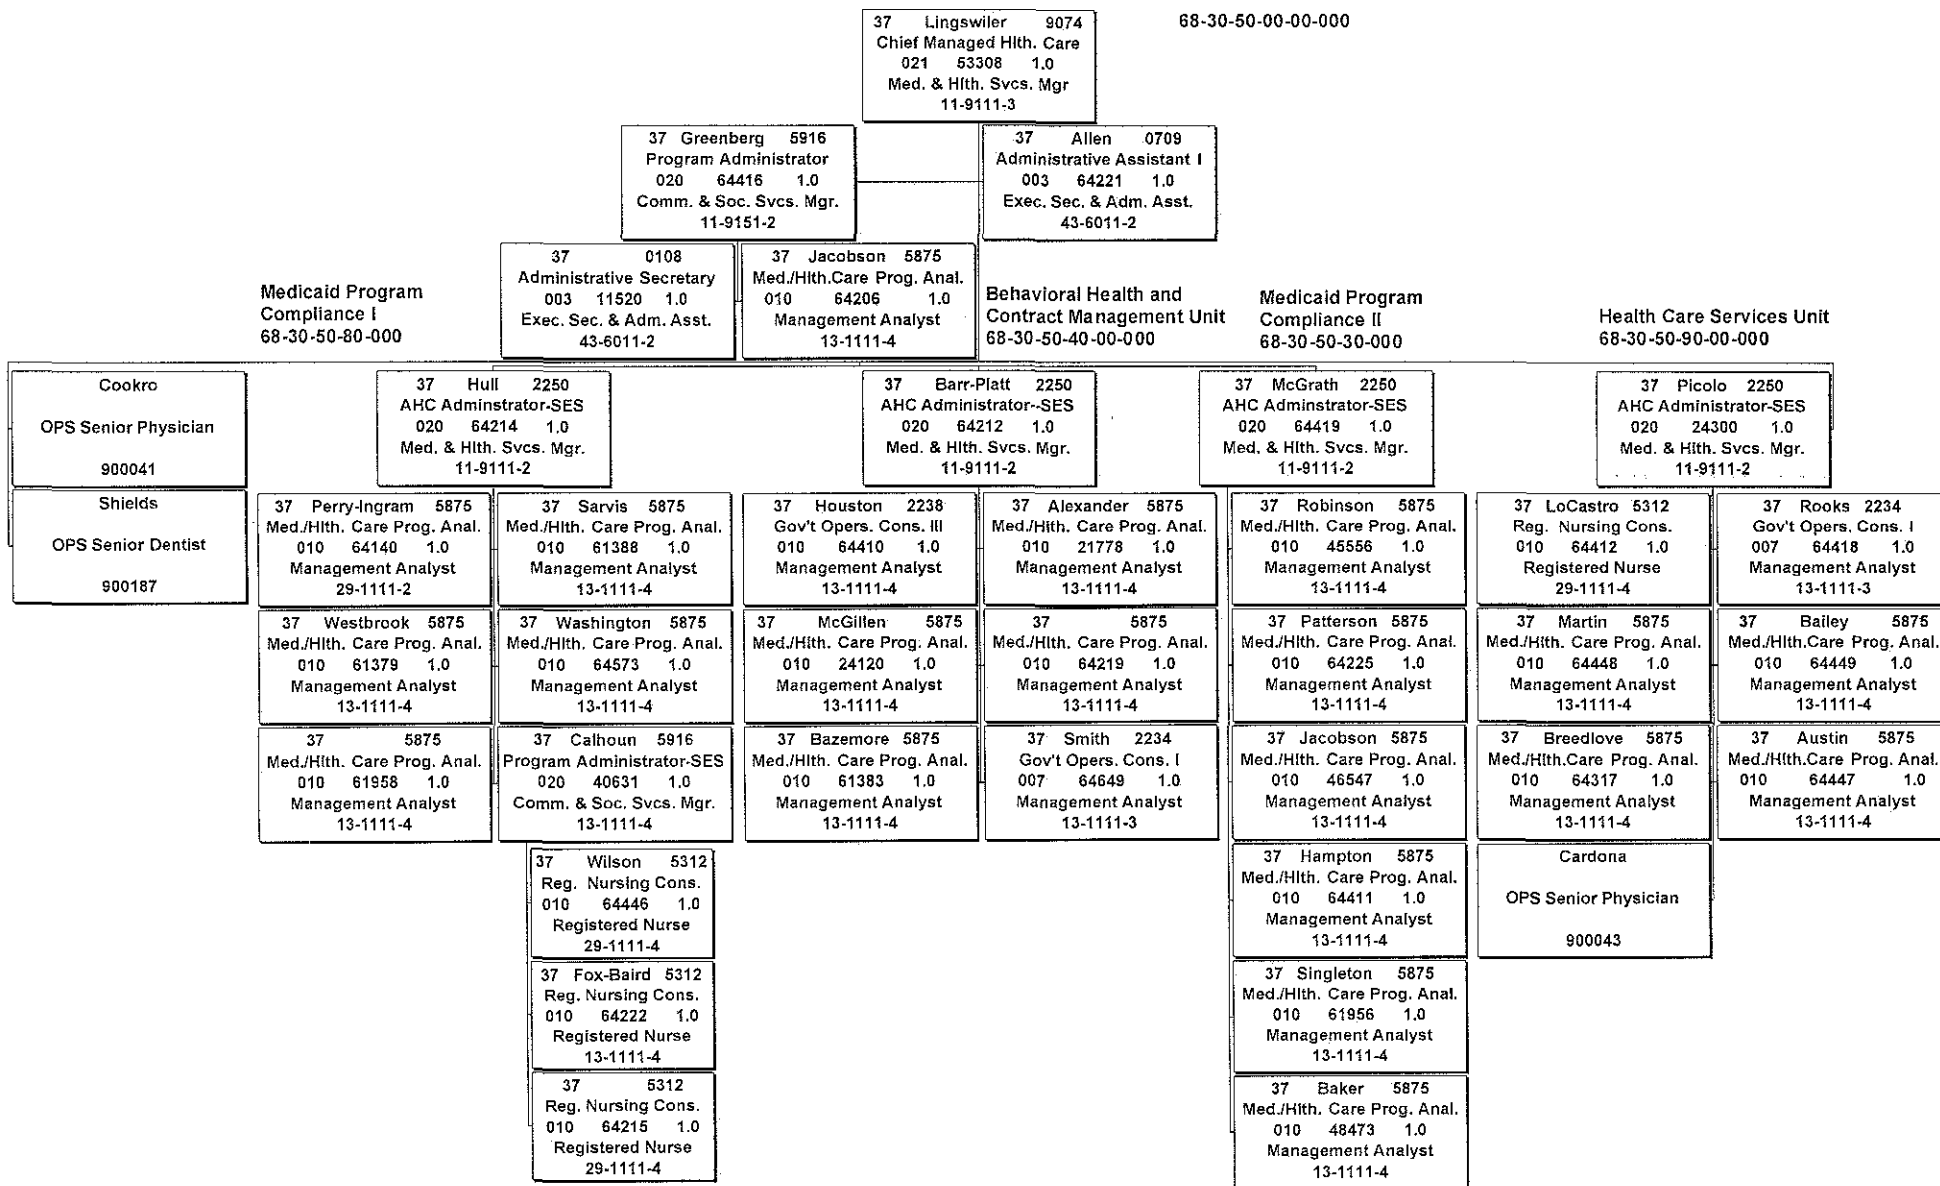 37 Lingswiler 9074
Chief Managed Hlth. Care
021 53308 1.0
Med. & Hlth. Svcs. Mgr
11-9111-3
68-30-50-00-00-000
37 Greenberg 5916
Program Administrator
020 64416 1.0
Comm. & Soc. Svcs. Mgr.
11-9151-2
37 Allen 0709
Administrative Assistant I
003 64221 1.0
Exec. Sec. & Adm. Asst.
43-6011-2
37 0108
Administrative Secretary
003 11520 1.0
Exec. Sec. & Adm. Asst.
43-6011-2
37 Jacobson 5875
Med./Hlth.Care Prog. Anal.
010 64206 1.0
Management Analyst
13-1111-4
Medicaid Program
Compliance I
68-30-50-80-000
Behavioral Health and
Contract Management Unit
68-30-50-40-00-000
Medicaid Program
Compliance II
68-30-50-30-000
Health Care Services Unit
68-30-50-90-00-000
Cookro
OPS Senior Physician
900041
Shields
OPS Senior Dentist
900187
37 Hull 2250
AHC Adminstrator-SES
020 64214 1.0
Med. & Hlth. Svcs. Mgr.
11-9111-2
37 Barr-Platt 2250
AHC Adminstrator--SES
020 64212 1.0
Med. & Hlth. Svcs. Mgr.
11-9111-2
37 McGrath 2250
AHC Adminstrator-SES
020 64419 1.0
Med. & Hlth. Svcs. Mgr.
11-9111-2
37 Picolo 2250
AHC Administrator-SES
020 24300 1.0
Med. & Hlth. Svcs. Mgr.
11-9111-2
37 Perry-Ingram 5875
Med./Hlth. Care Prog. Anal.
010 64140 1.0
Management Analyst
29-1111-2
37 Westbrook 5875
Med./Hlth. Care Prog. Anal.
010 61379 1.0
Management Analyst
13-1111-4
37 5875
Med./Hlth. Care Prog. Anal.
010 61958 1.0
Management Analyst
13-1111-4
37 Sarvis 5875
Med./Hlth. Care Prog. Anal.
010 61388 1.0
Management Analyst
13-1111-4
37 Washington 5875
Med./Hlth. Care Prog. Anal.
010 64573 1.0
Management Analyst
13-1111-4
37 Calhoun 5916
Program Administrator-SES
020 40631 1.0
Comm. & Soc. Svcs. Mgr.
13-1111-4
37 Wilson 5312
Reg. Nursing Cons.
010 64446 1.0
Registered Nurse
29-1111-4
37 Fox-Baird 5312
Reg. Nursing Cons.
010 64222 1.0
Registered Nurse
13-1111-4
37 5312
Reg. Nursing Cons.
010 64215 1.0
Registered Nurse
29-1111-4
37 Houston 2238
Gov't Opers. Cons. III
010 64410 1.0
Management Analyst
13-1111-4
37 McGillen 5875
Med./Hlth. Care Prog. Anal.
010 24120 1.0
Management Analyst
13-1111-4
37 Bazemore 5875
Med./Hlth. Care Prog. Anal.
010 61383 1.0
Management Analyst
13-1111-4
37 Alexander 5875
Med./Hlth. Care Prog. Anal.
010 21778 1.0
Management Analyst
13-1111-4
37 5875
Med./Hlth. Care Prog. Anal.
010 64219 1.0
Management Analyst
13-1111-4
37 Smith 2234
Gov't Opers. Cons. I
007 64649 1.0
Management Analyst
13-1111-3
37 Robinson 5875
Med./Hlth. Care Prog. Anal.
010 45556 1.0
Management Analyst
13-1111-4
37 Patterson 5875
Med./Hlth. Care Prog. Anal.
010 64225 1.0
Management Analyst
13-1111-4
37 Jacobson 5875
Med./Hlth. Care Prog. Anal.
010 46547 1.0
Management Analyst
13-1111-4
37 Hampton 5875
Med./Hlth. Care Prog. Anal.
010 64411 1.0
Management Analyst
13-1111-4
37 Singleton 5875
Med./Hlth. Care Prog. Anal.
010 61956 1.0
Management Analyst
13-1111-4
37 Baker 5875
Med./Hlth. Care Prog. Anal.
010 48473 1.0
Management Analyst
13-1111-4
37 LoCastro 5312
Reg. Nursing Cons.
010 64412 1.0
Registered Nurse
29-1111-4
37 Martin 5875
Med./Hlth. Care Prog. Anal.
010 64448 1.0
Management Analyst
13-1111-4
37 Breedlove 5875
Med./Hlth.Care Prog. Anal.
010 64317 1.0
Management Analyst
13-1111-4
Cardona
OPS Senior Physician
900043
37 Rooks 2234
Gov't Opers. Cons. I
007 64418 1.0
Management Analyst
13-1111-3
37 Bailey 5875
Med./Hlth.Care Prog. Anal.
010 64449 1.0
Management Analyst
13-1111-4
37 Austin 5875
Med./Hlth.Care Prog. Anal.
010 64447 1.0
Management Analyst
13-1111-4